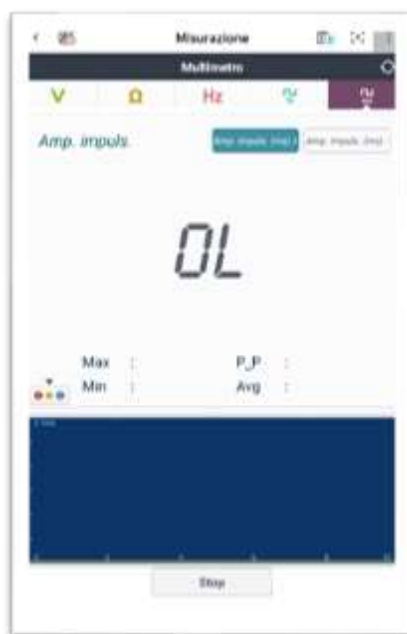 Misurazione
Multimetro
V Ω Hz
Amp. impuls.
OL
Max : P_P :
Min : Avg :
Stop